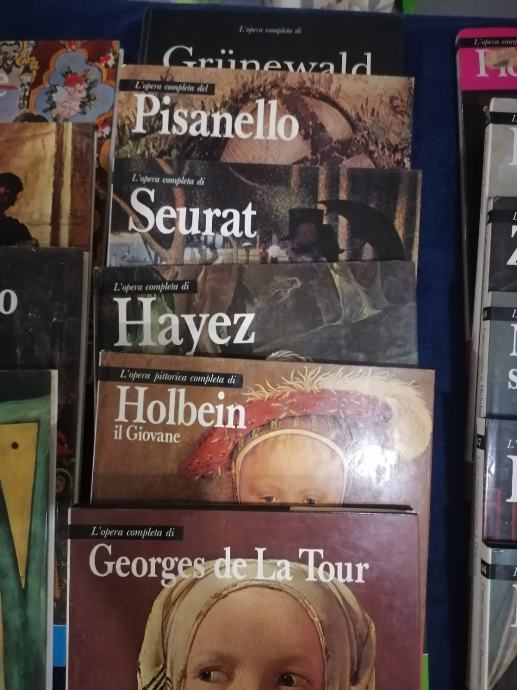 L'opera completa di
Grünewald
L'opera completa del
Pisanello
L'opera completa di
Seurat
L'opera completa di
Hayez
L'opera pittorica completa di
Holbein
il Giovane
L'opera completa di
Georges de La Tour